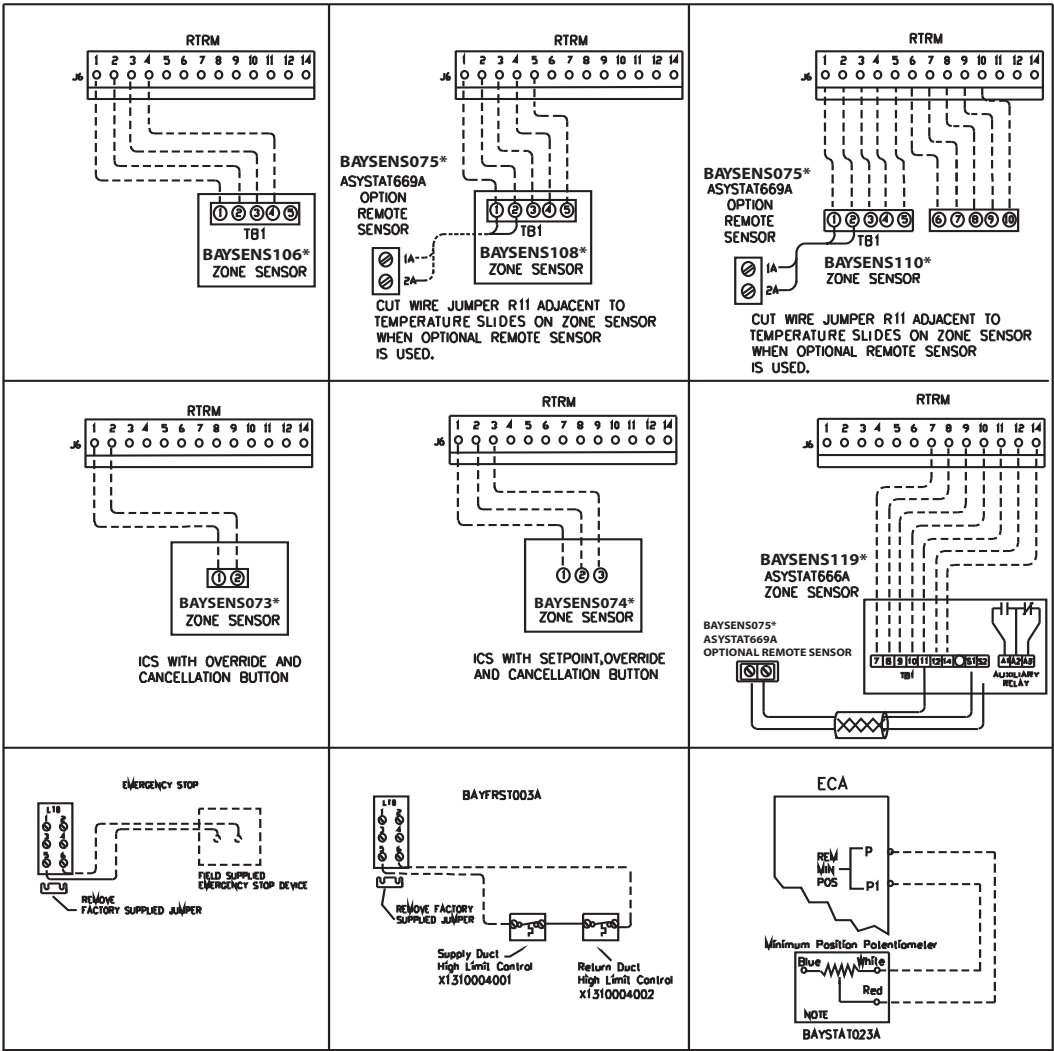 RTRM
J6
1 2 3 4 5 6 7 8 9 10 11 12 14
1 2 3 4 5
TB1
BAYSENS106*
ZONE SENSOR
RTRM
J6
1 2 3 4 5 6 7 8 9 10 11 12 14
BAYSENS075*
ASYSTAT669A
OPTION
REMOTE
SENSOR
1 2 3 4 5
TB1
BAYSENS108*
ZONE SENSOR
1A
2A
CUT WIRE JUMPER R11 ADJACENT TO
TEMPERATURE SLIDES ON ZONE SENSOR
WHEN OPTIONAL REMOTE SENSOR
IS USED.
RTRM
J6
1 2 3 4 5 6 7 8 9 10 11 12 14
BAYSENS075*
ASYSTAT669A
OPTION
REMOTE
SENSOR
1 2 3 4 5
6 7 8 9 10
TB1
BAYSENS110*
ZONE SENSOR
1A
2A
CUT WIRE JUMPER R11 ADJACENT TO
TEMPERATURE SLIDES ON ZONE SENSOR
WHEN OPTIONAL REMOTE SENSOR
IS USED.
RTRM
J6
1 2 3 4 5 6 7 8 9 10 11 12 14
1 2
BAYSENS073*
ZONE SENSOR
ICS WITH OVERRIDE AND
CANCELLATION BUTTON
RTRM
J6
1 2 3 4 5 6 7 8 9 10 11 12 14
1 2 3
BAYSENS074*
ZONE SENSOR
ICS WITH SETPOINT,OVERRIDE
AND CANCELLATION BUTTON
RTRM
J6
1 2 3 4 5 6 7 8 9 10 11 12 14
BAYSENS119*
ASYSTAT666A
ZONE SENSOR
BAYSENS075*
ASYSTAT669A
OPTIONAL REMOTE SENSOR
7 8 9 10 11 12 14 S1 S2
TB1
A1 A2 A3
AUXILIARY
RELAY
EMERGENCY STOP
LTB
1 2
3 4
5 6
FIELD SUPPLIED
EMERGENCY STOP DEVICE
REMOVE
FACTORY SUPPLIED JUMPER
BAYFRST003A
LTB
1 2
3 4
5 6
REMOVE FACTORY
SUPPLIED JUMPER
Supply Duct
High Limit Control
X1310004001
Return Duct
High Limit Control
X1310004002
ECA
REM
MIN
POS
P
P1
Minimum Position Potentiometer
Blue
White
Red
NOTE
BAYSTAT023A